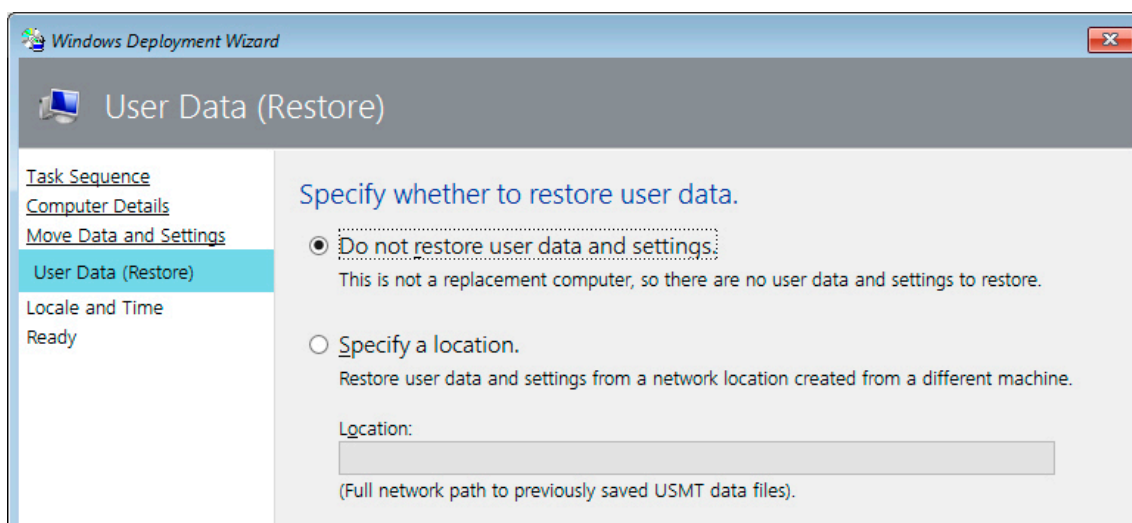 Windows Deployment Wizard
User Data (Restore)
Task Sequence
Computer Details
Move Data and Settings
User Data (Restore)
Locale and Time
Ready
Specify whether to restore user data.
Do not restore user data and settings.
This is not a replacement computer, so there are no user data and settings to restore.
Specify a location.
Restore user data and settings from a network location created from a different machine.
Location:
(Full network path to previously saved USMT data files).